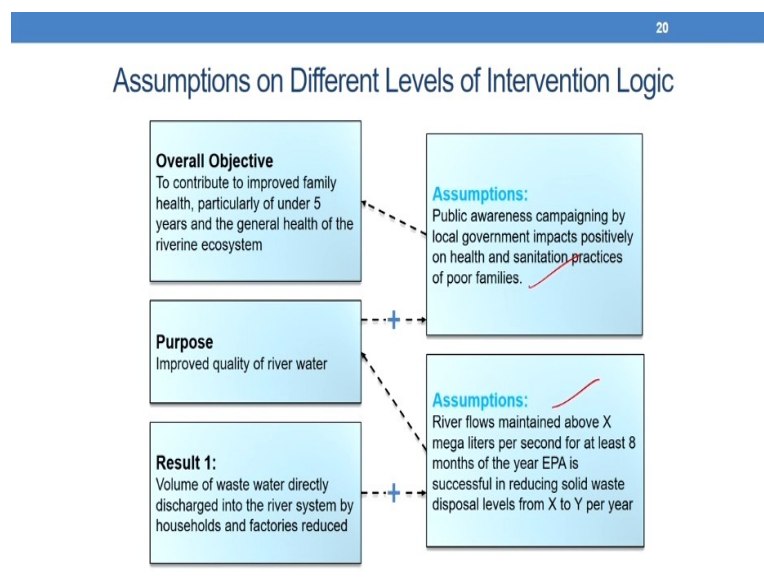 20
Assumptions on Different Levels of Intervention Logic
Overall Objective
To contribute to improved family
health, particularly of under 5
years and the general health of the
riverine ecosystem
Assumptions:
Public awareness campaigning by
local government impacts positively
on health and sanitation practices
of poor families.
Purpose
Improved quality of river water
Assumptions:
River flows maintained above X
mega liters per second for at least 8
months of the year EPA is
successful in reducing solid waste
disposal levels from X to Y per year
Result 1:
Volume of waste water directly
discharged into the river system by
households and factories reduced